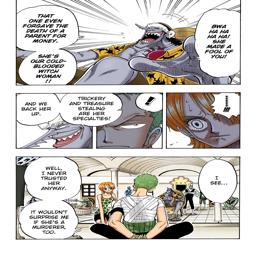 BWA
HA HA
HA HA!
SHE
MADE A
FOOL OF
YOU!
THAT
ONE EVEN
FORGAVE THE
DEATH OF A
PARENT FOR
MONEY.
SHE'S
OUR COLD-
BLOODED
WITCH
WOMAN
!!
!!!
!
TRICKERY
AND TREASURE
STEALING ARE
HER
SPECIALTIES!
AND WE
BACK HER
UP.
I
SEE...
WELL,
I NEVER
TRUSTED
HER
ANYWAY.
IT WOULDN'T
SURPRISE ME
IF SHE'S A
MURDERER,
TOO.